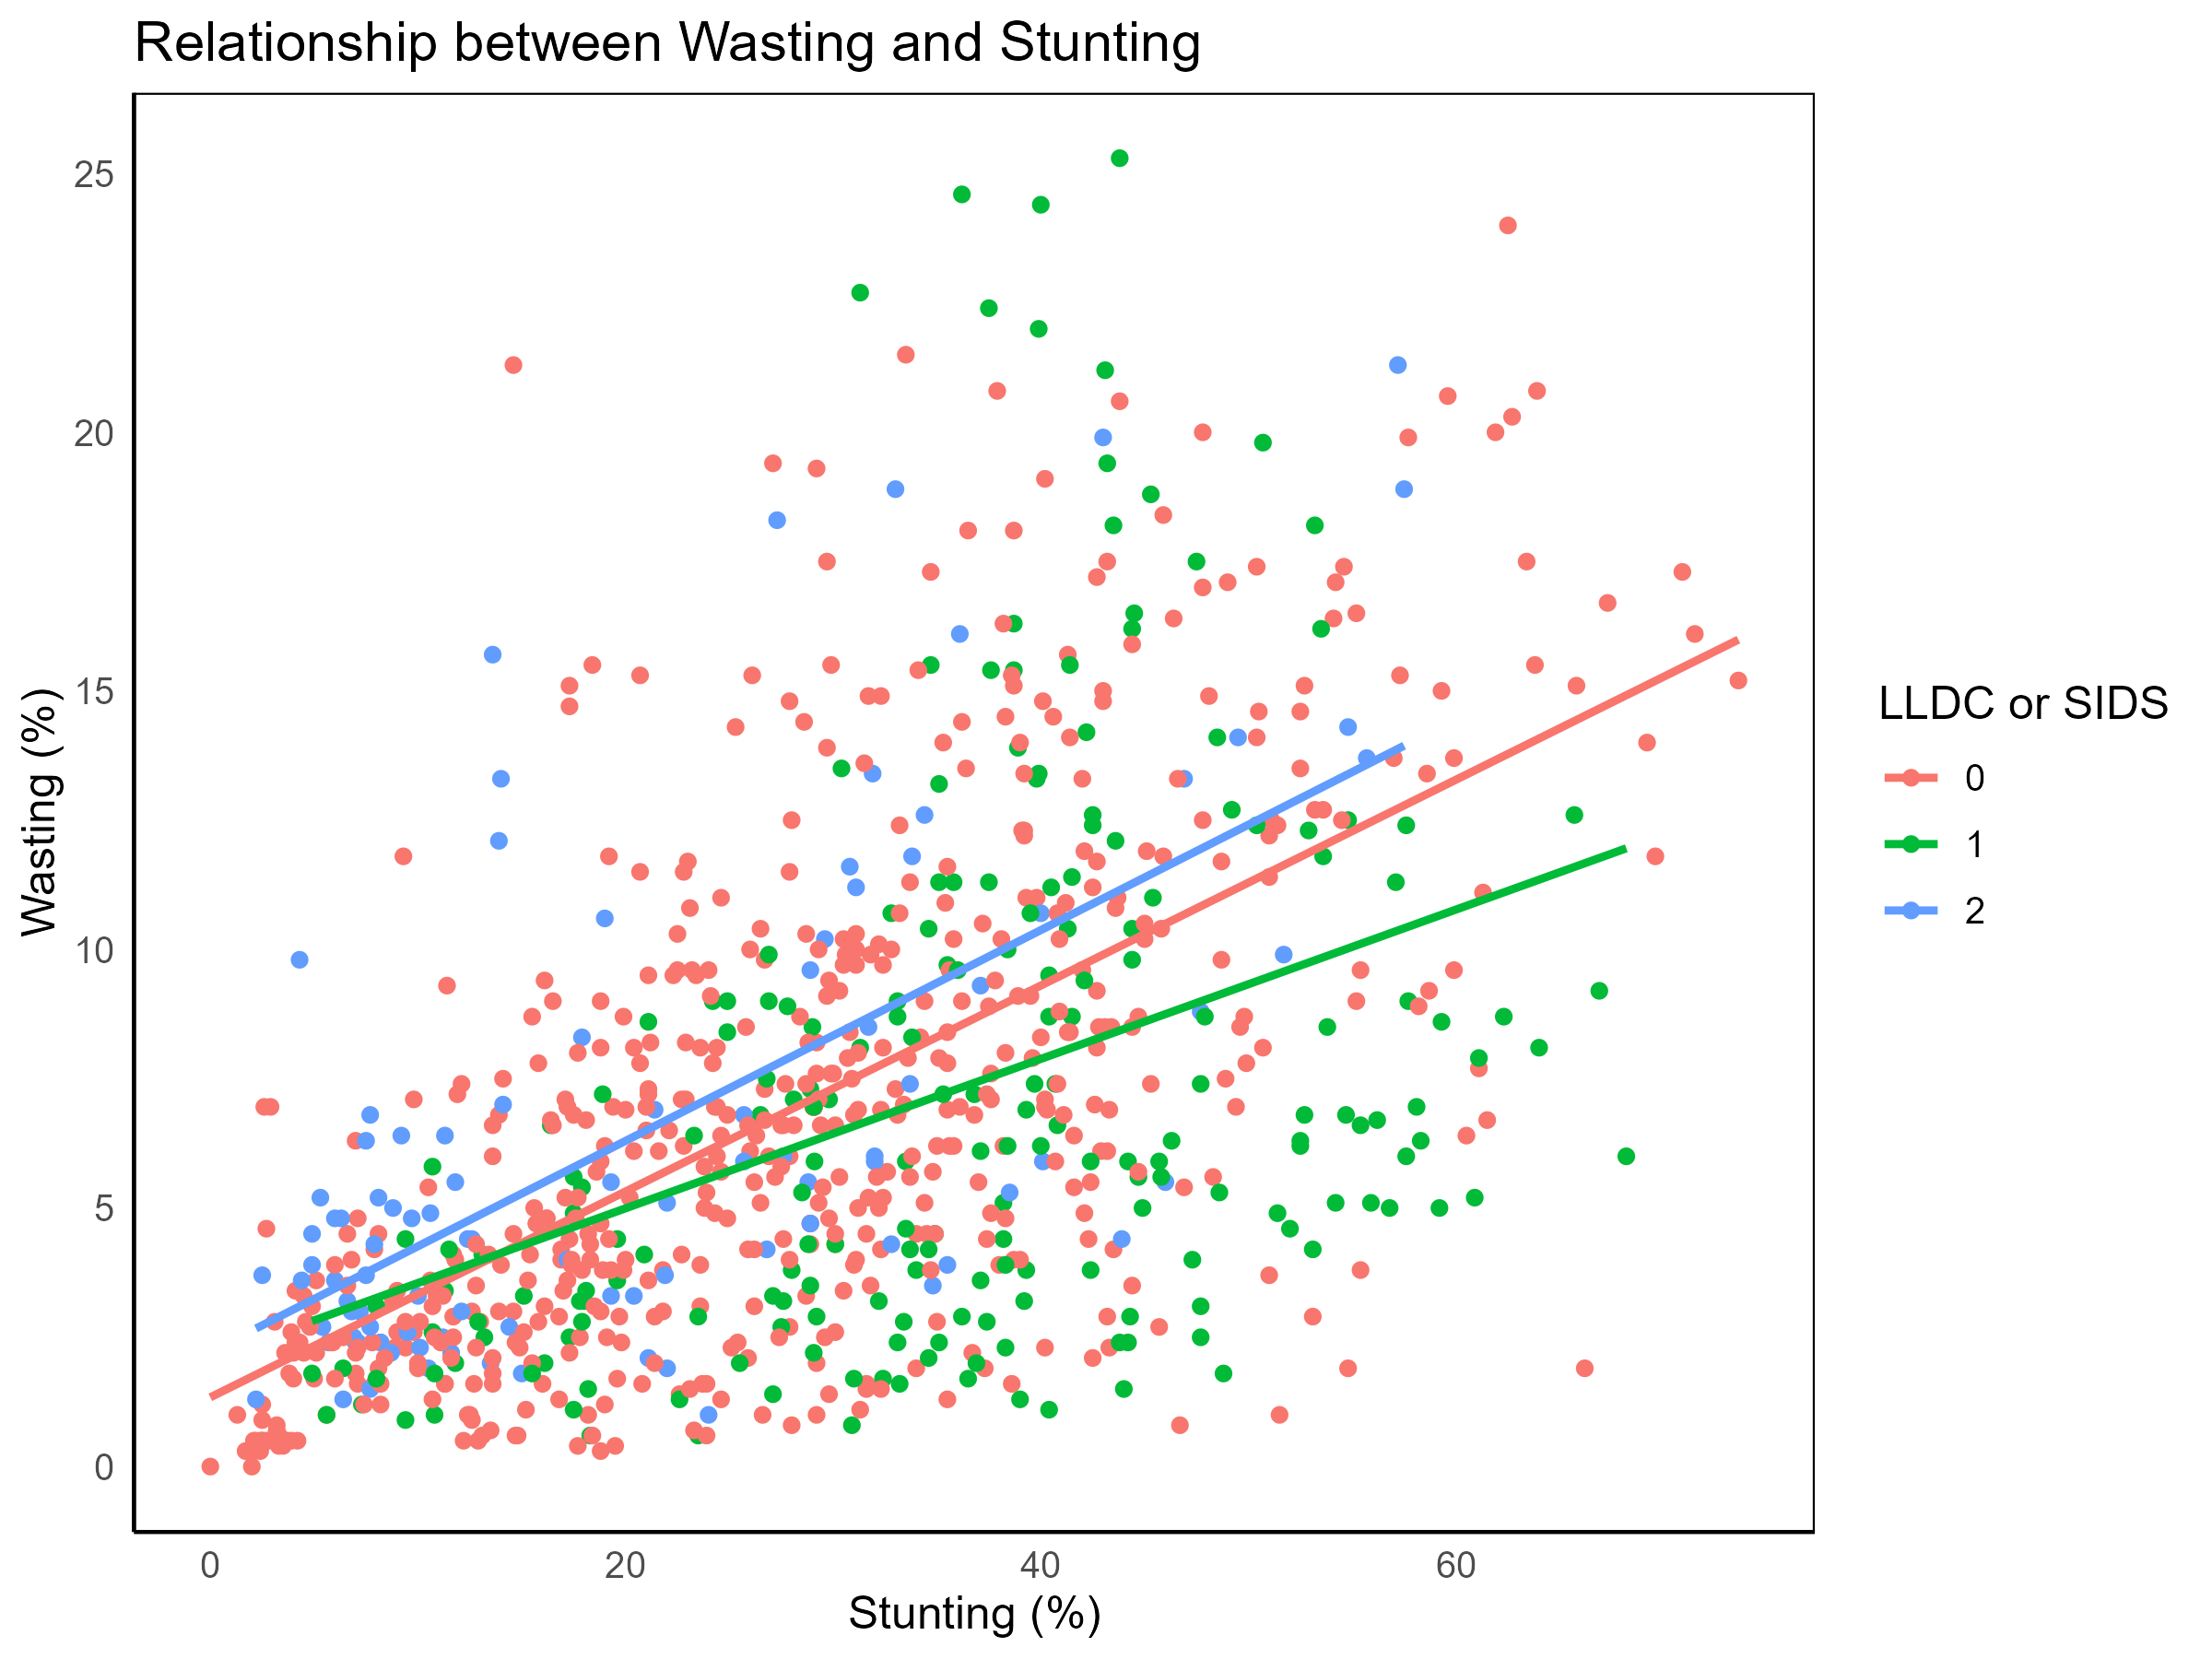 Relationship between Wasting and Stunting
25
20
15
10
5
0
Wasting (%)
0 20 40 60
Stunting (%)
LLDC or SIDS
0
1
2